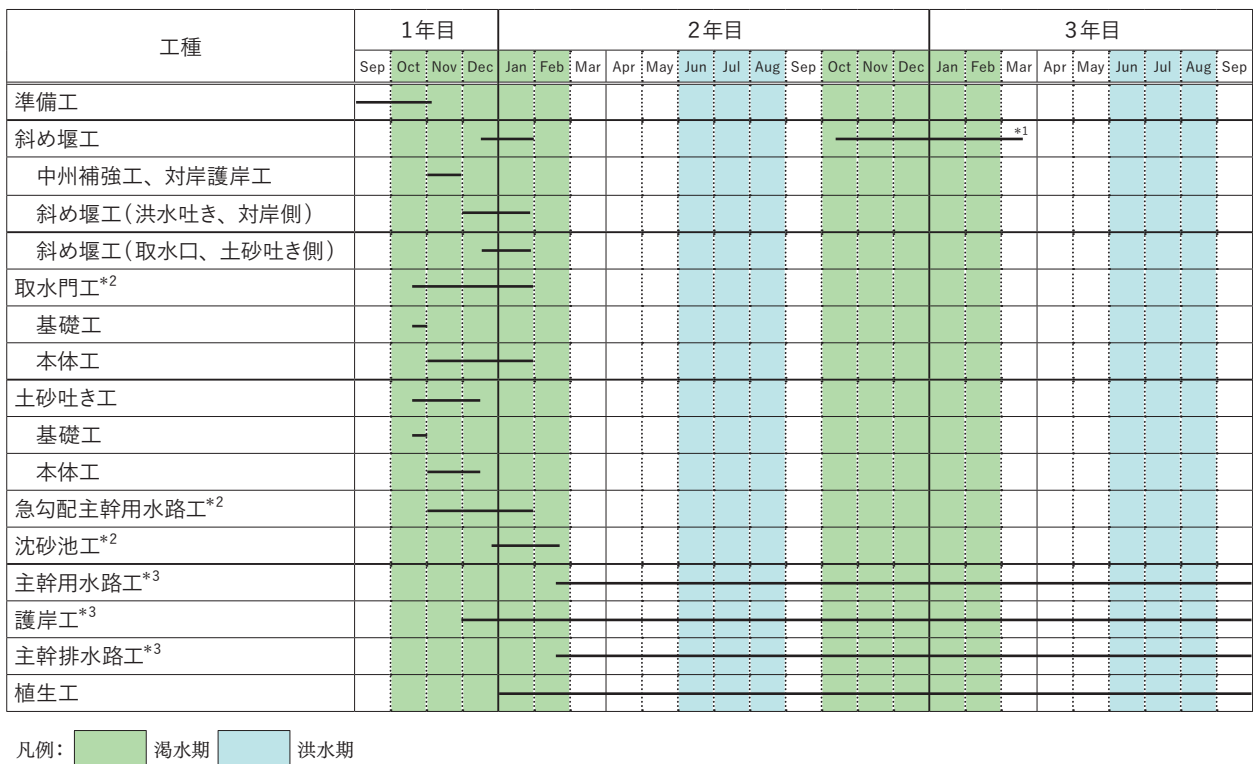 工種
1年目 2年目 3年目
Sep Oct Nov Dec Jan Feb Mar Apr May Jun Jul Aug Sep Oct Nov Dec Jan Feb Mar Apr May Jun Jul Aug Sep
準備工
斜め堰工 *1
中州補強工、対岸護岸工
斜め堰工(洪水吐き、対岸側)
斜め堰工(取水口、土砂吐き側)
取水門工*2
基礎工
本体工
土砂吐き工
基礎工
本体工
急勾配主幹用水路工*2
沈砂池工*2
主幹用水路工*3
護岸工*3
主幹排水路工*3
植生工
凡例: 渇水期 洪水期